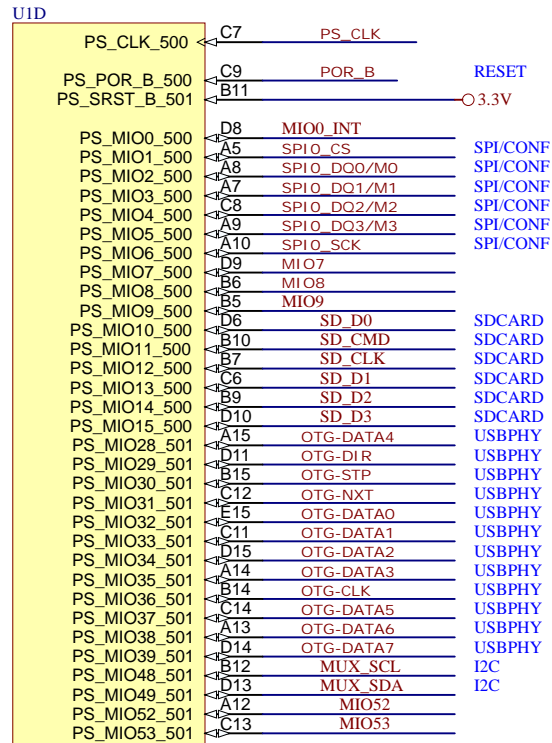 U1D
PS_CLK_500 C7 PS_CLK
PS_POR_B_500 C9 POR_B RESET
PS_SRST_B_501 B11 3.3V
PS_MIO0_500 D8 MIO0_INT
PS_MIO1_500 A5 SPI0_CS SPI/CONF
PS_MIO2_500 A8 SPI0_DQ0/M0 SPI/CONF
PS_MIO3_500 A7 SPI0_DQ1/M1 SPI/CONF
PS_MIO4_500 C8 SPI0_DQ2/M2 SPI/CONF
PS_MIO5_500 A9 SPI0_DQ3/M3 SPI/CONF
PS_MIO6_500 A10 SPI0_SCK SPI/CONF
PS_MIO7_500 D9 MIO7
PS_MIO8_500 B6 MIO8
PS_MIO9_500 B5 MIO9
PS_MIO10_500 D6 SD_D0 SDCARD
PS_MIO11_500 B10 SD_CMD SDCARD
PS_MIO12_500 B7 SD_CLK SDCARD
PS_MIO13_500 C6 SD_D1 SDCARD
PS_MIO14_500 B9 SD_D2 SDCARD
PS_MIO15_500 D10 SD_D3 SDCARD
PS_MIO28_501 A15 OTG-DATA4 USBPHY
PS_MIO29_501 D11 OTG-DIR USBPHY
PS_MIO30_501 B15 OTG-STP USBPHY
PS_MIO31_501 C12 OTG-NXT USBPHY
PS_MIO32_501 E15 OTG-DATA0 USBPHY
PS_MIO33_501 C11 OTG-DATA1 USBPHY
PS_MIO34_501 D15 OTG-DATA2 USBPHY
PS_MIO35_501 A14 OTG-DATA3 USBPHY
PS_MIO36_501 B14 OTG-CLK USBPHY
PS_MIO37_501 C14 OTG-DATA5 USBPHY
PS_MIO38_501 A13 OTG-DATA6 USBPHY
PS_MIO39_501 D14 OTG-DATA7 USBPHY
PS_MIO48_501 B12 MUX_SCL I2C
PS_MIO49_501 D13 MUX_SDA I2C
PS_MIO52_501 A12 MIO52
PS_MIO53_501 C13 MIO53